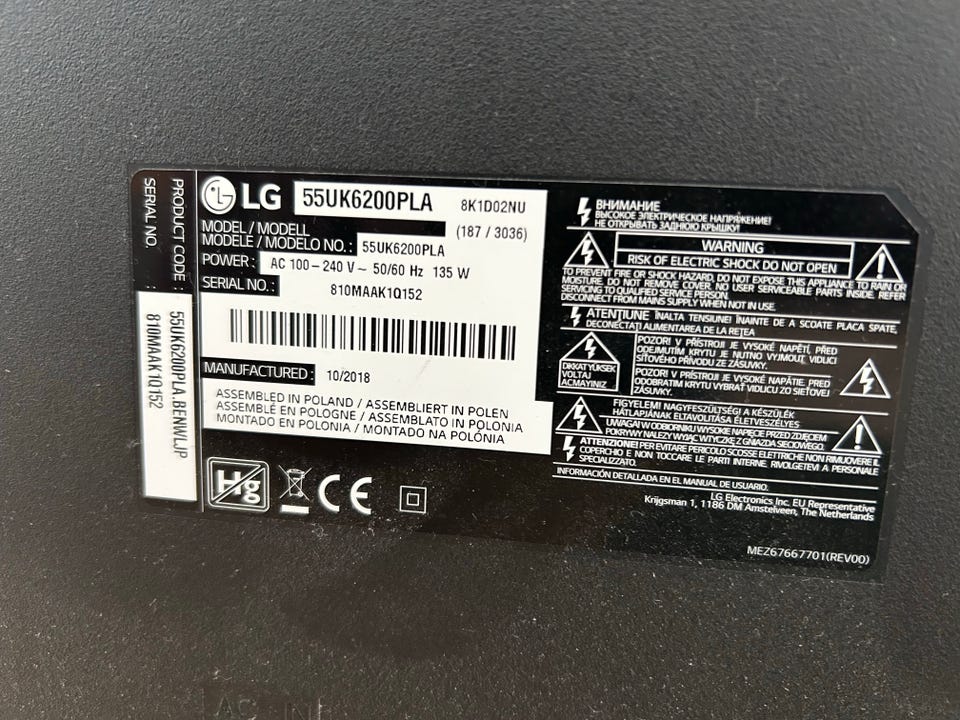 PRODUCT CODE :
SERIAL NO.
55UK6200PLA.BENWLJP
810MAAK1Q152
LG 55UK6200PLA 8K1D02NU
MODEL / MODELL (187 / 3036)
MODELE / MODELO NO. : 55UK6200PLA
POWER : AC 100 – 240 V ~ 50/60 Hz 135 W
SERIAL NO. : 810MAAK1Q152
MANUFACTURED : 10/2018
ASSEMBLED IN POLAND / ASSEMBLIERT IN POLEN
ASSEMBLÉ EN POLOGNE / ASSEMBLATO IN POLONIA
MONTADO EN POLONIA / MONTADO NA POLÓNIA
Hg
CE
ВНИМАНИЕ
ВЫСОКОЕ ЭЛЕКТРИЧЕСКОЕ НАПРЯЖЕНИЕ!
НЕ ОТКРЫВАТЬ ЗАДНЮЮ КРЫШКУ!
WARNING
RISK OF ELECTRIC SHOCK DO NOT OPEN
TO PREVENT FIRE OR SHOCK HAZARD, DO NOT EXPOSE THIS APPLIANCE TO RAIN OR
MOISTURE. DO NOT REMOVE COVER. NO USER SERVICEABLE PARTS INSIDE. REFER
SERVICING TO QUALIFIED SERVICE PERSON.
DISCONNECT FROM MAINS SUPPLY WHEN NOT IN USE.
ATENŢIUNE ÎNALTA TENSIUNE! ÎNAINTE DE A SCOATE PLACA SPATE,
DECONECTAŢI ALIMENTAREA DE LA REŢEA
DIKKAT YÜKSEK
VOLTAJ
AÇMAYINIZ
POZOR! V PŘÍSTROJI JE VYSOKÉ NAPĚTÍ, PŘED
ODEJMUTÍM KRYTU JE NUTNO VYJMOUT VIDLICI
SÍŤOVÉHO PŘÍVODU ZE ZÁSUVKY.
POZOR! V PRÍSTROJI JE VYSOKÉ NAPÄTIE, PRED
ODOBRATIM KRYTU VYBRAŤ VIDLICU ZO SIEŤOVEJ
ZÁSUVKY.
FIGYELEM! NAGYFESZÜLTSÉG! A KÉSZÜLÉK
HÁTLAPJÁNAK ELTÁVOLÍTÁSA ÉLETVESZÉLYES
UWAGA! W ODBIORNIKU WYSOKIE NAPIĘCIE PRZED ZDJĘCIEM
POKRYWY NALEŻY WYJĄĆ WTYCZKĘ Z GNIAZDA SIECIOWEGO.
ATTENZIONE! PER EVITARE PERICOLO SCOSSE ELETTRICHE NON RIMUOVERE IL
COPERCHIO E NON TOCCARE LE PARTI INTERNE. RIVOLGETEVI A PERSONALE
SPECIALIZZATO.
INFORMACIÓN DETALLADA EN EL MANUAL DE USUARIO.
LG Electronics Inc. EU Representative
Krijgsman 1, 1186 DM Amstelveen, The Netherlands
MEZ67667701(REV00)
AC IN